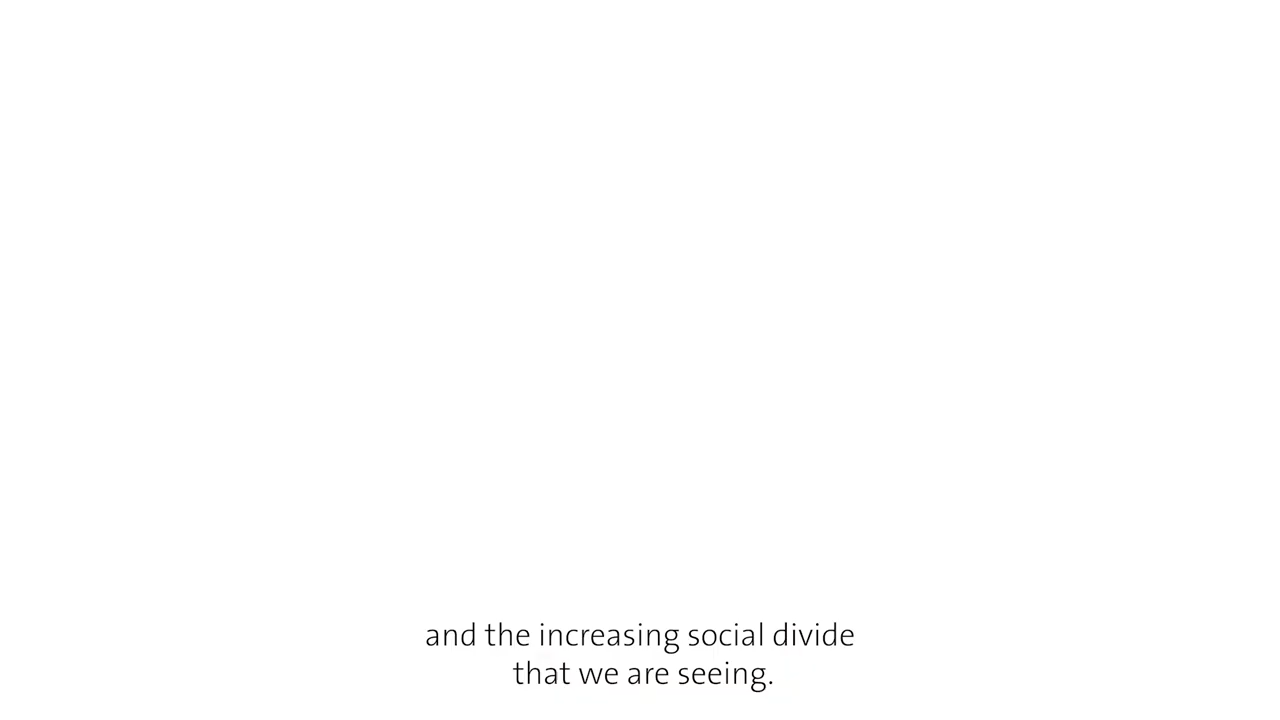 and the increasing social divide
that we are seeing.